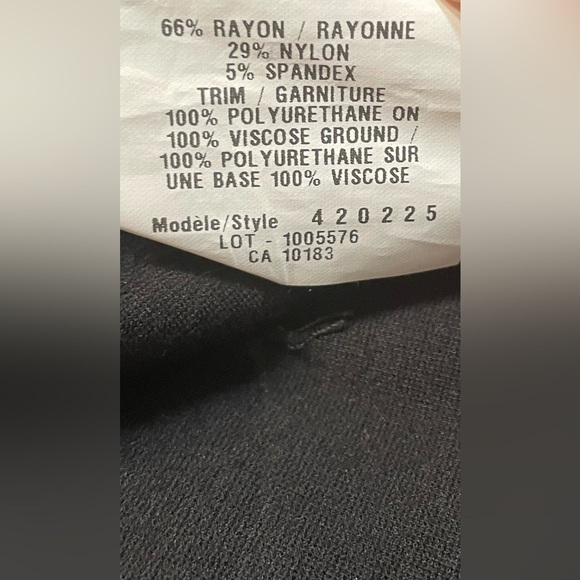 66% RAYON / RAYONNE
29% NYLON
5% SPANDEX
TRIM / GARNITURE
100% POLYURETHANE ON
100% VISCOSE GROUND /
100% POLYURETHANE SUR
UNE BASE 100% VISCOSE
Modèle/Style 420225
LOT - 1005576
CA 10183